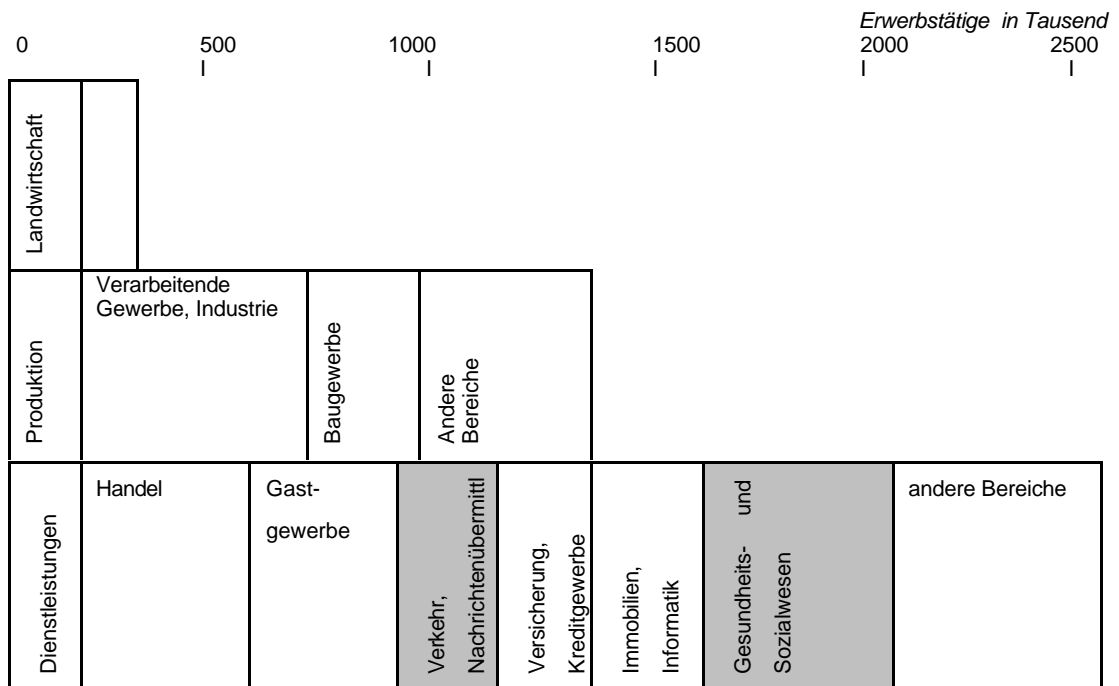 Erwerbstätige in Tausend
0 500 1000 1500 2000 2500
Landwirtschaft
Produktion
Verarbeitende
Gewerbe, Industrie
Baugewerbe
Andere
Bereiche
Dienstleistungen
Handel
Gast-
gewerbe
Verkehr,
Nachrichtenübermittl
Versicherung,
Kreditgewerbe
Immobilien,
Informatik
Gesundheits- und
Sozialwesen
andere Bereiche